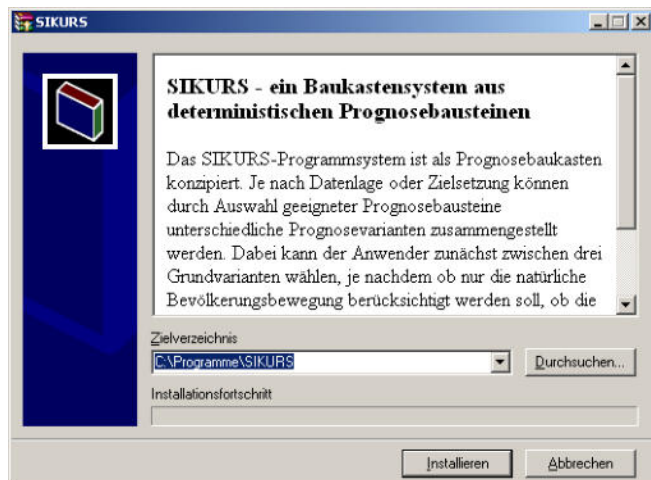 SIKURS
SIKURS - ein Baukastensystem aus
deterministischen Prognosebausteinen
Das SIKURS-Programmsystem ist als Prognosebaukasten
konzipiert. Je nach Datenlage oder Zielsetzung können
durch Auswahl geeigneter Prognosebausteine
unterschiedliche Prognosevarianten zusammengestellt
werden. Dabei kann der Anwender zunächst zwischen drei
Grundvarianten wählen, je nachdem ob nur die natürliche
Bevölkerungsbewegung berücksichtigt werden soll, ob die
Zielverzeichnis
C:\Programme\SIKURS
Durchsuchen...
Installationsfortschritt
Installieren
Abbrechen